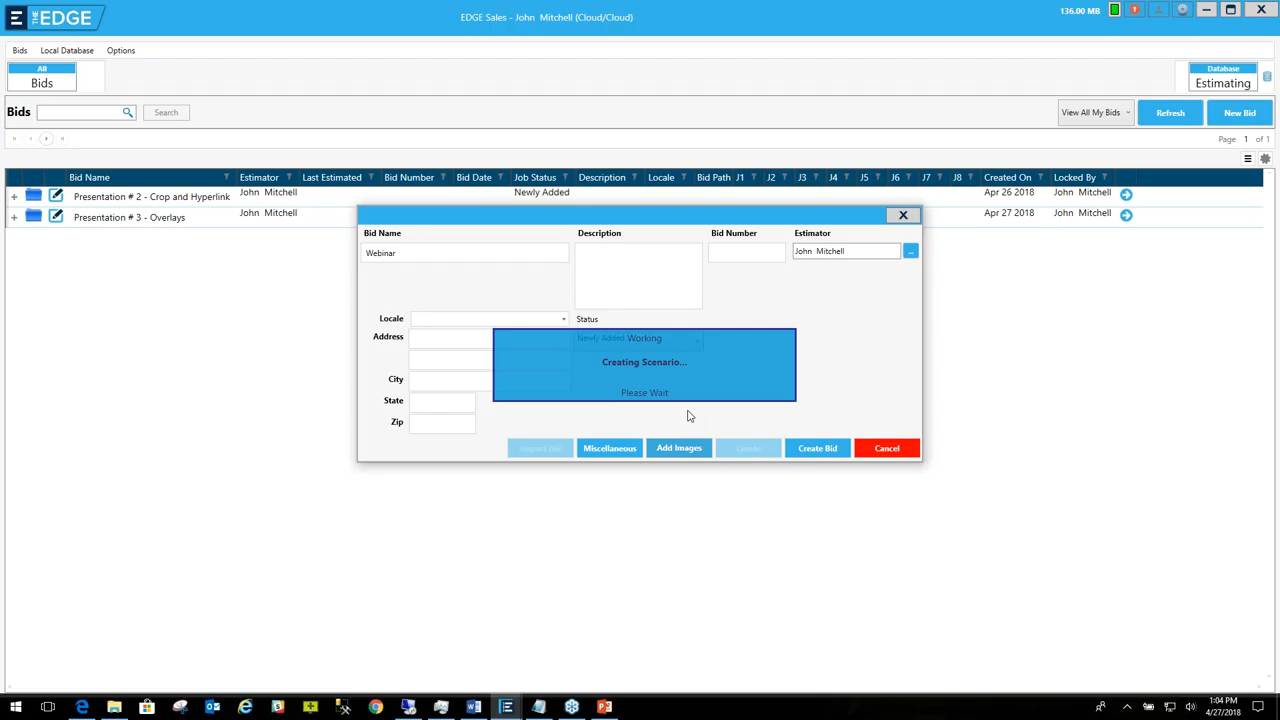 THE EDGE
EDGE Sales - John Mitchell (Cloud/Cloud)
136.00 MB
Bids Local Database Options
All
Bids
Database
Estimating
Bids
Search
View All My Bids
Refresh
New Bid
Page 1 of 1
Bid Name Estimator Last Estimated Bid Number Bid Date Job Status Description Locale Bid Path J1 J2 J3 J4 J5 J6 J7 J8 Created On Locked By
Presentation # 2 - Crop and Hyperlink John Mitchell Newly Added Apr 26 2018 John Mitchell
Presentation # 3 - Overlays John Mitchell Apr 27 2018 John Mitchell
X
Bid Name Description Bid Number Estimator
Webinar John Mitchell ...
Locale Status
Address Newly Added Working
Creating Scenario...
City Please Wait
State
Zip
Miscellaneous Add Images Create Bid Cancel
1:04 PM
4/27/2018